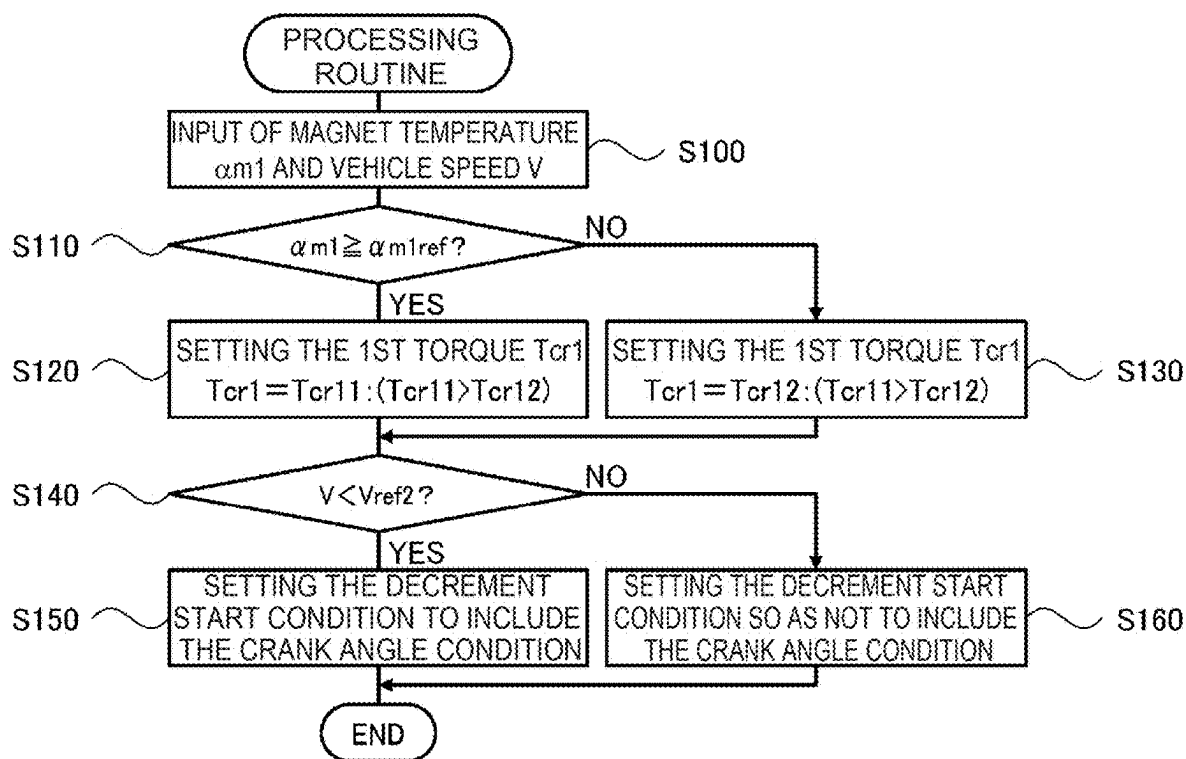 PROCESSING
ROUTINE
INPUT OF MAGNET TEMPERATURE
αm1 AND VEHICLE SPEED V
S100
S110
αm1≧αm1ref?
NO
YES
S120
SETTING THE 1ST TORQUE Tcr1
Tcr1=Tcr11:(Tcr11>Tcr12)
SETTING THE 1ST TORQUE Tcr1
Tcr1=Tcr12:(Tcr11>Tcr12)
S130
S140
V<Vref2?
NO
YES
S150
SETTING THE DECREMENT
START CONDITION TO INCLUDE
THE CRANK ANGLE CONDITION
SETTING THE DECREMENT START
CONDITION SO AS NOT TO INCLUDE
THE CRANK ANGLE CONDITION
S160
END